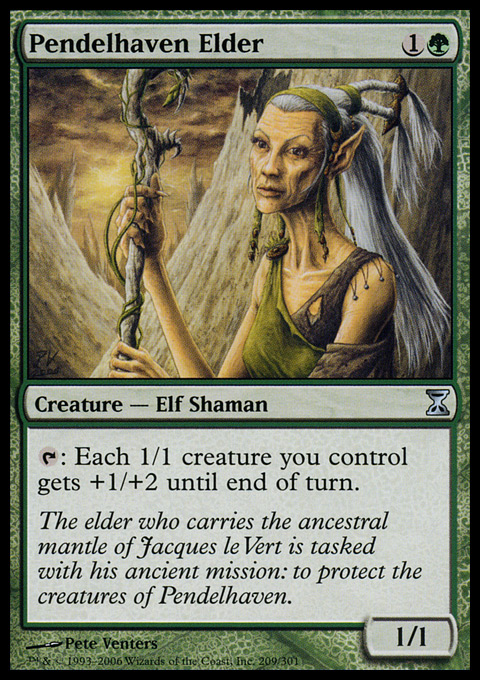 Pendelhaven Elder 1
Creature — Elf Shaman
: Each 1/1 creature you control
gets +1/+2 until end of turn.
The elder who carries the ancestral
mantle of Jacques le Vert is tasked
with his ancient mission: to protect the
creatures of Pendelhaven.
Pete Venters
1/1
™ & © 1993–2006 Wizards of the Coast, Inc. 209/301